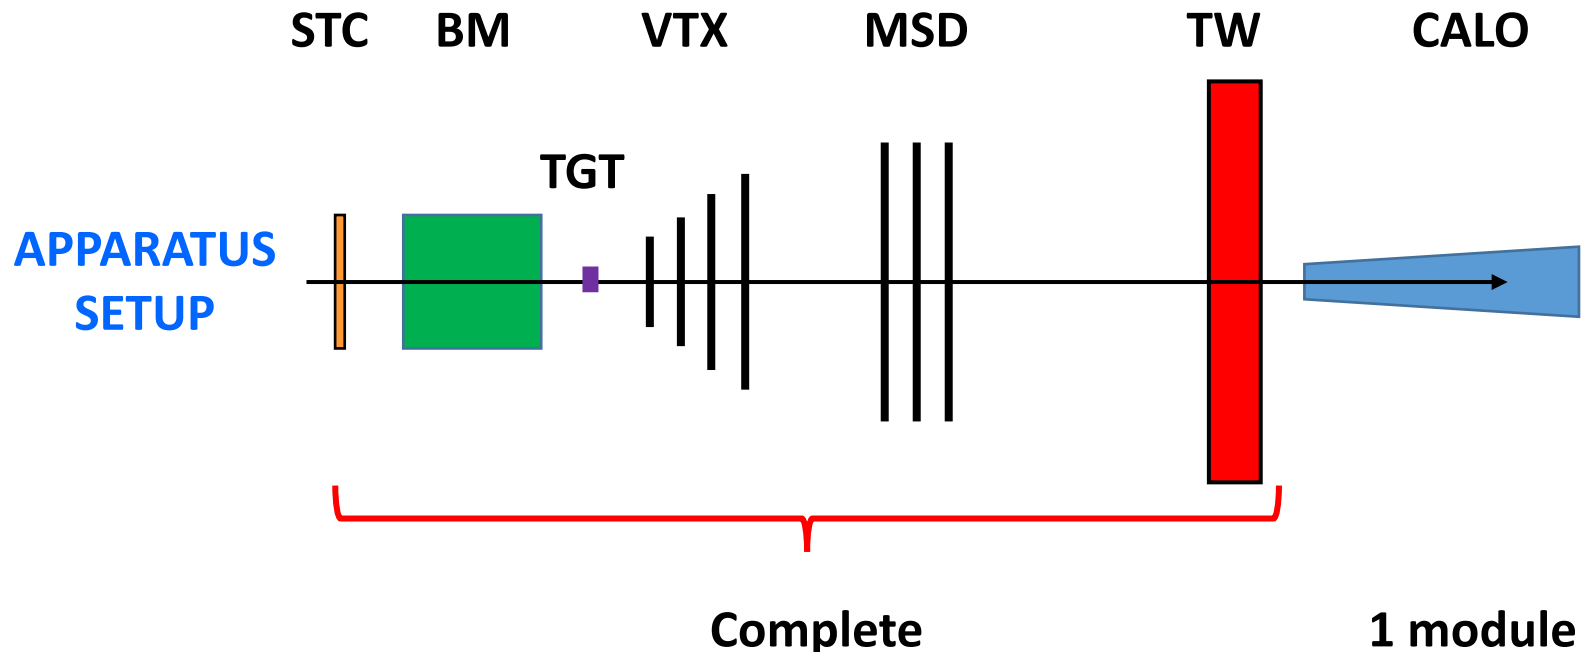 STC BM VTX MSD TW CALO
TGT
APPARATUS
SETUP
Complete 1 module